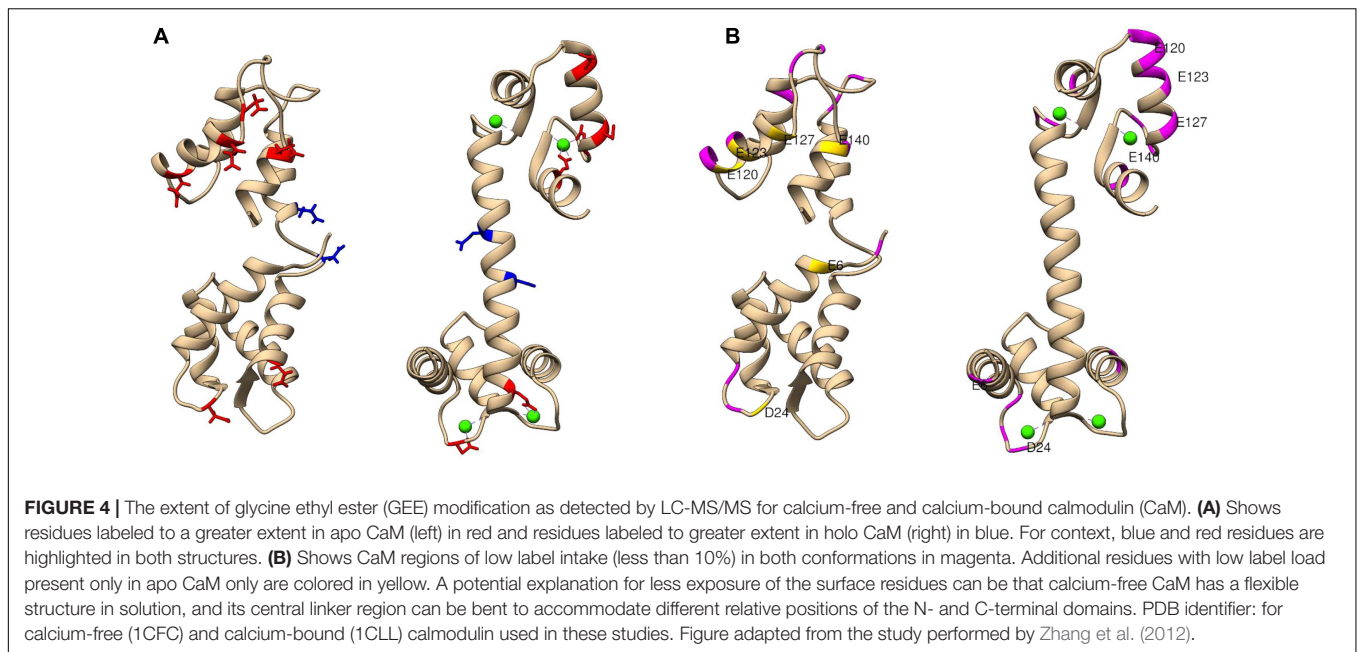 A
B
E120
E123
E127
E140
E127
E140
E123
E120
E6
D24
D24
FIGURE 4 | The extent of glycine ethyl ester (GEE) modification as detected by LC-MS/MS for calcium-free and calcium-bound calmodulin (CaM). (A) Shows
residues labeled to a greater extent in apo CaM (left) in red and residues labeled to greater extent in holo CaM (right) in blue. For context, blue and red residues are
highlighted in both structures. (B) Shows CaM regions of low label intake (less than 10%) in both conformations in magenta. Additional residues with low label load
present only in apo CaM only are colored in yellow. A potential explanation for less exposure of the surface residues can be that calcium-free CaM has a flexible
structure in solution, and its central linker region can be bent to accommodate different relative positions of the N- and C-terminal domains. PDB identifier: for
calcium-free (1CFC) and calcium-bound (1CLL) calmodulin used in these studies. Figure adapted from the study performed by Zhang et al. (2012).